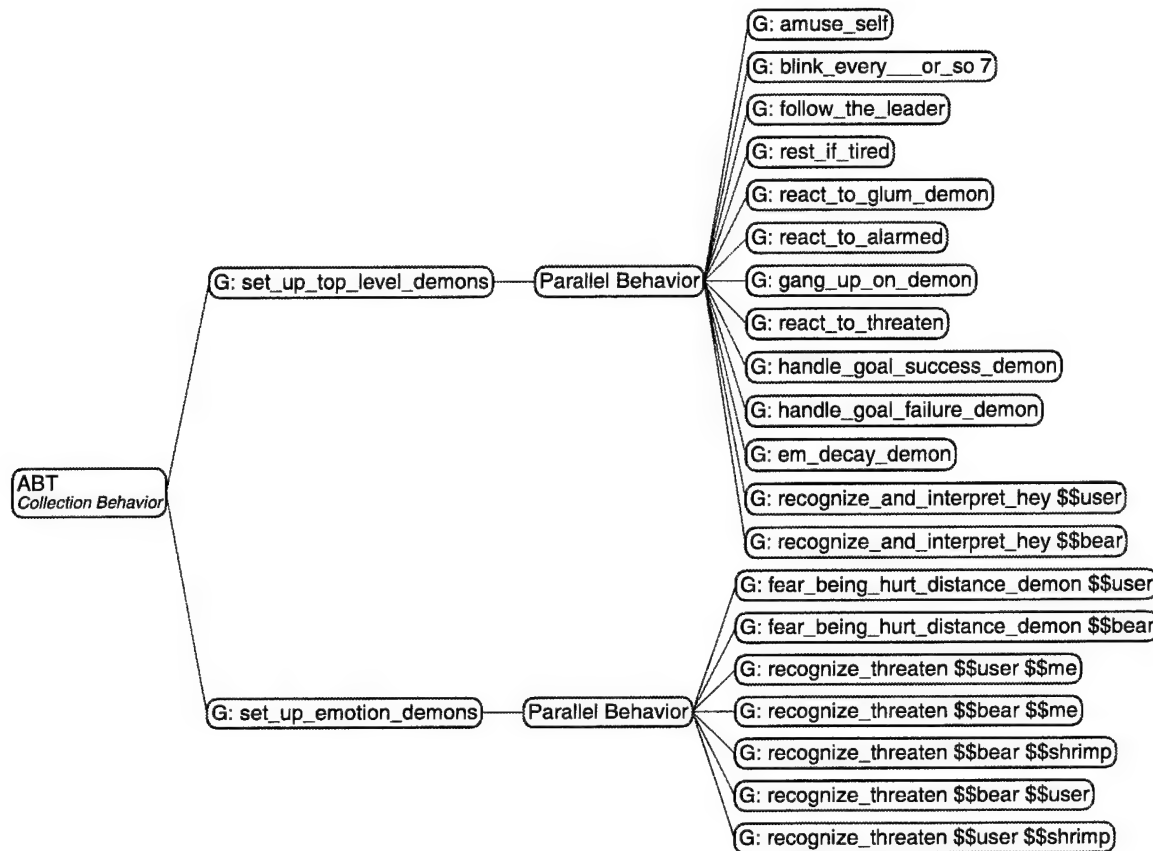 G: amuse_self
G: blink_every___or_so 7
G: follow_the_leader
G: rest_if_tired
G: react_to_glum_demon
G: react_to_alarmed
G: set_up_top_level_demons
Parallel Behavior
G: gang_up_on_demon
G: react_to_threaten
G: handle_goal_success_demon
G: handle_goal_failure_demon
G: em_decay_demon
ABT
Collection Behavior
G: recognize_and_interpret_hey $$user
G: recognize_and_interpret_hey $$bear
G: fear_being_hurt_distance_demon $$user
G: fear_being_hurt_distance_demon $$bear
G: recognize_threaten $$user $$me
G: set_up_emotion_demons
Parallel Behavior
G: recognize_threaten $$bear $$me
G: recognize_threaten $$bear $$shrimp
G: recognize_threaten $$bear $$user
G: recognize_threaten $$user $$shrimp